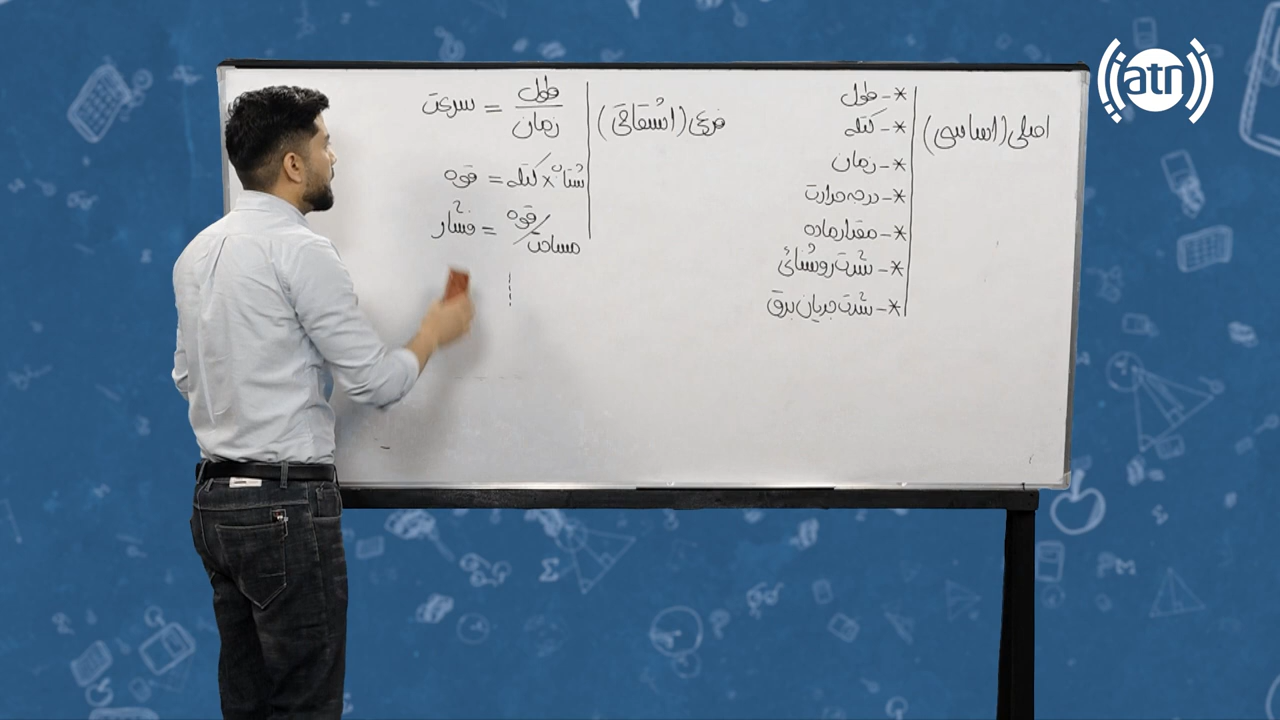 اصلی (اساسی)
*- طول
*- کتله
*- زمان
*- درجه حرارت
*- مقدار ماده
*- شدت روشنائی
*- شدت جریان برق
فرعی (اشتقاقی)
سرعت = طول / زمان
قوه = کتله × شتاب
فشار = قوه / مساحت
atn